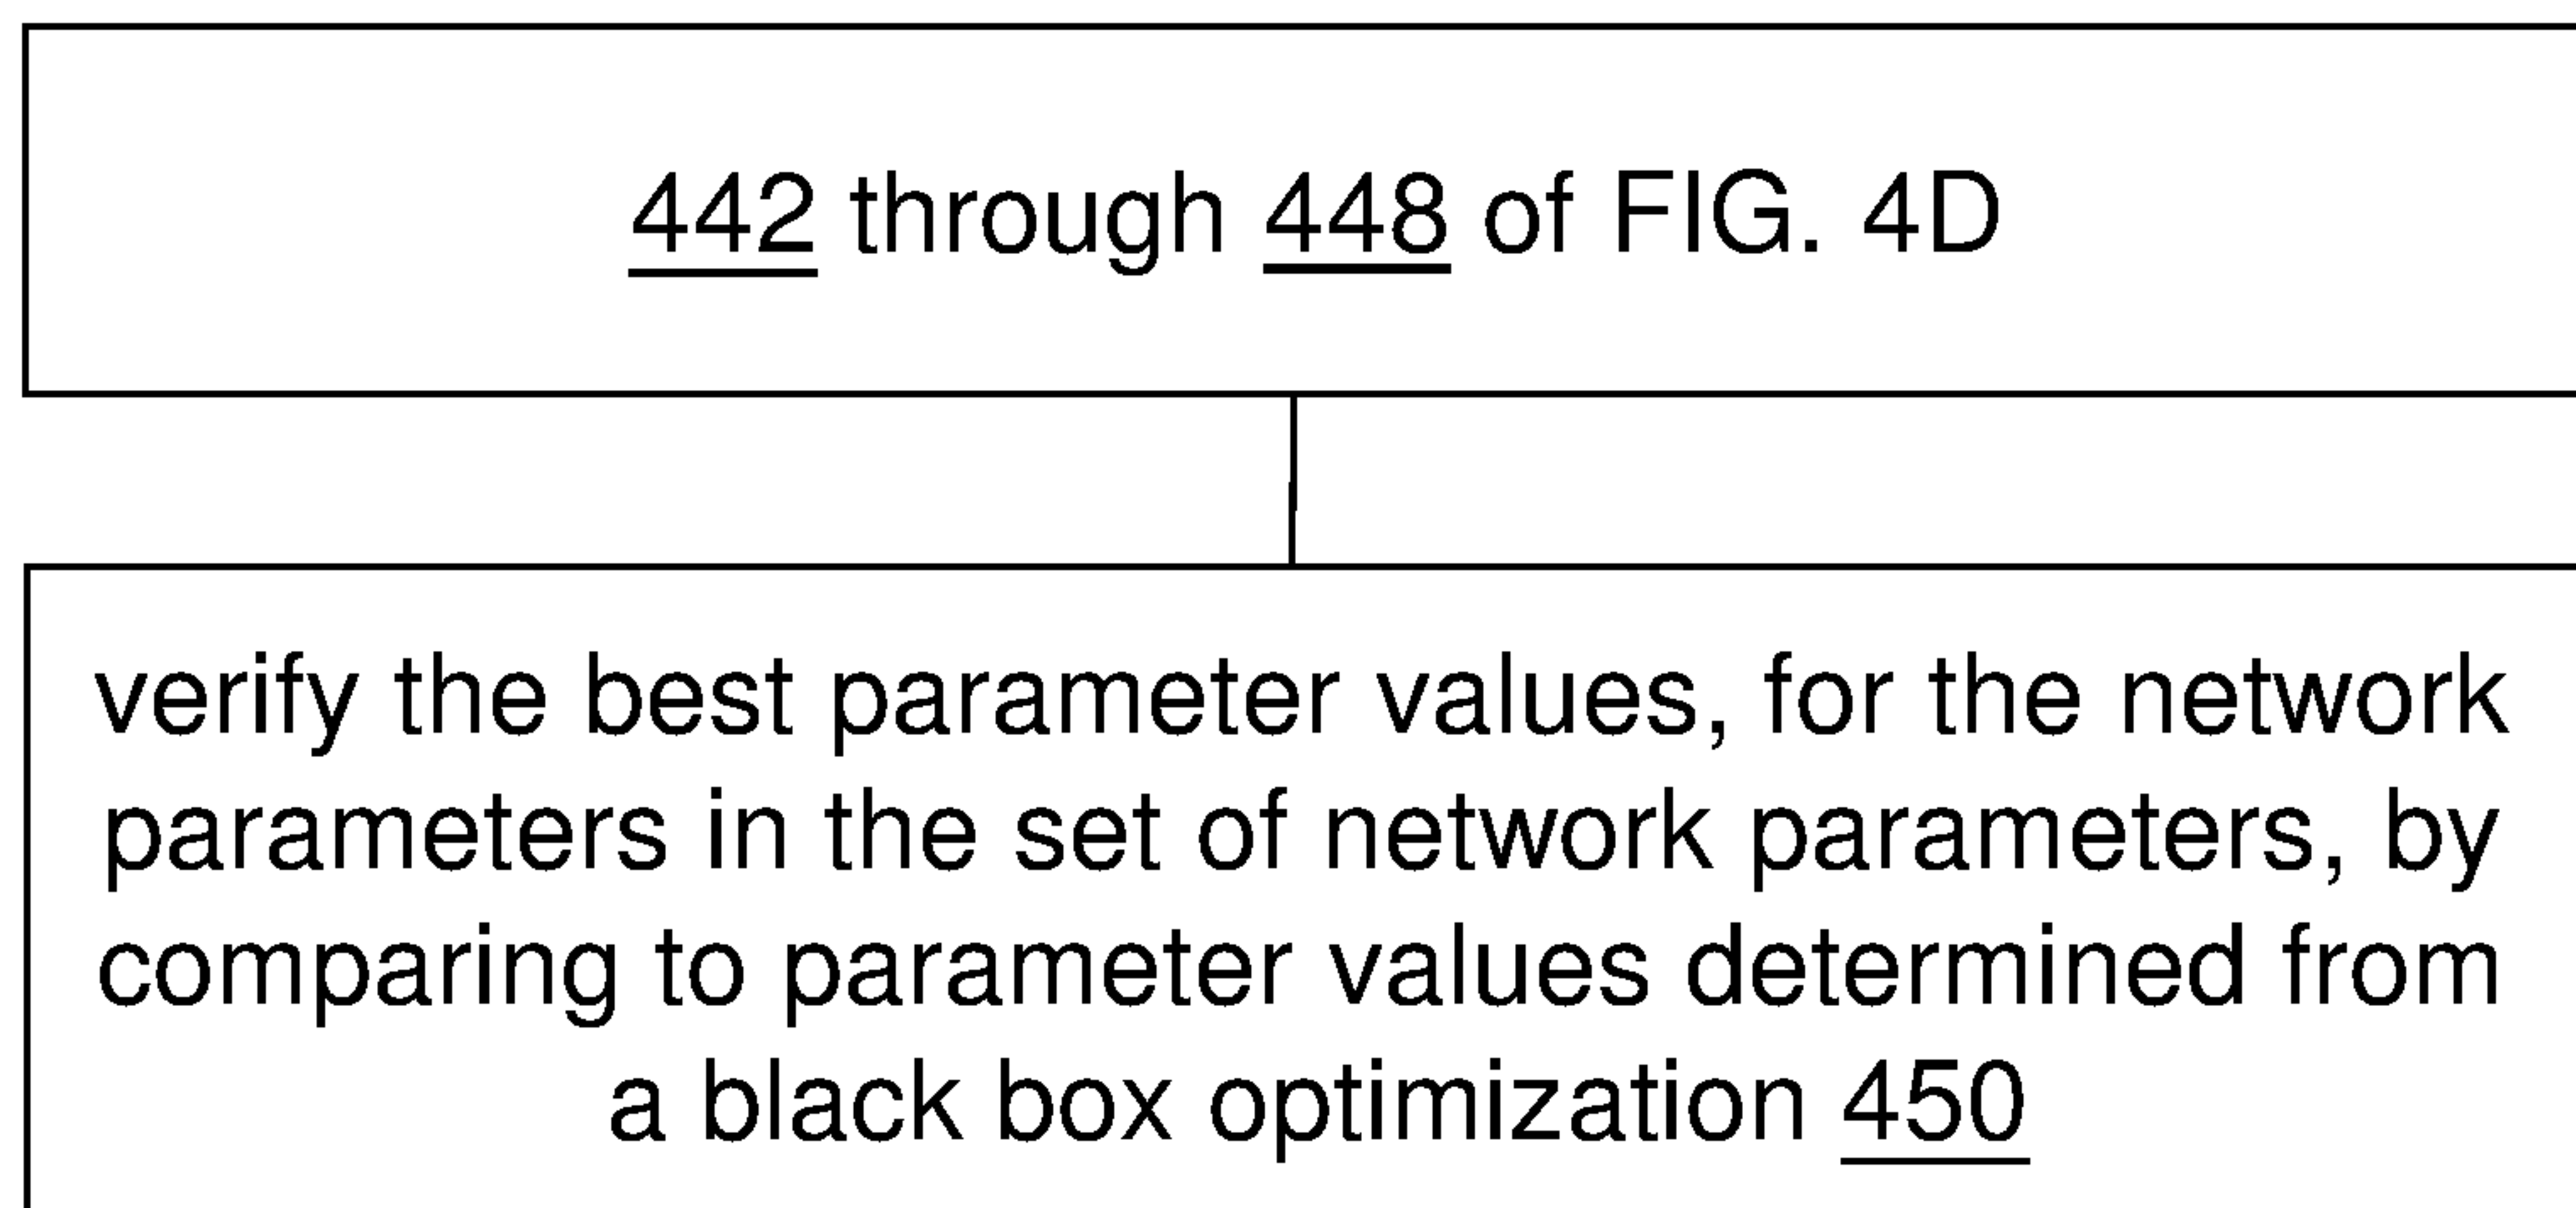 442 through 448 of FIG. 4D
verify the best parameter values, for the network
parameters in the set of network parameters, by
comparing to parameter values determined from
a black box optimization 450